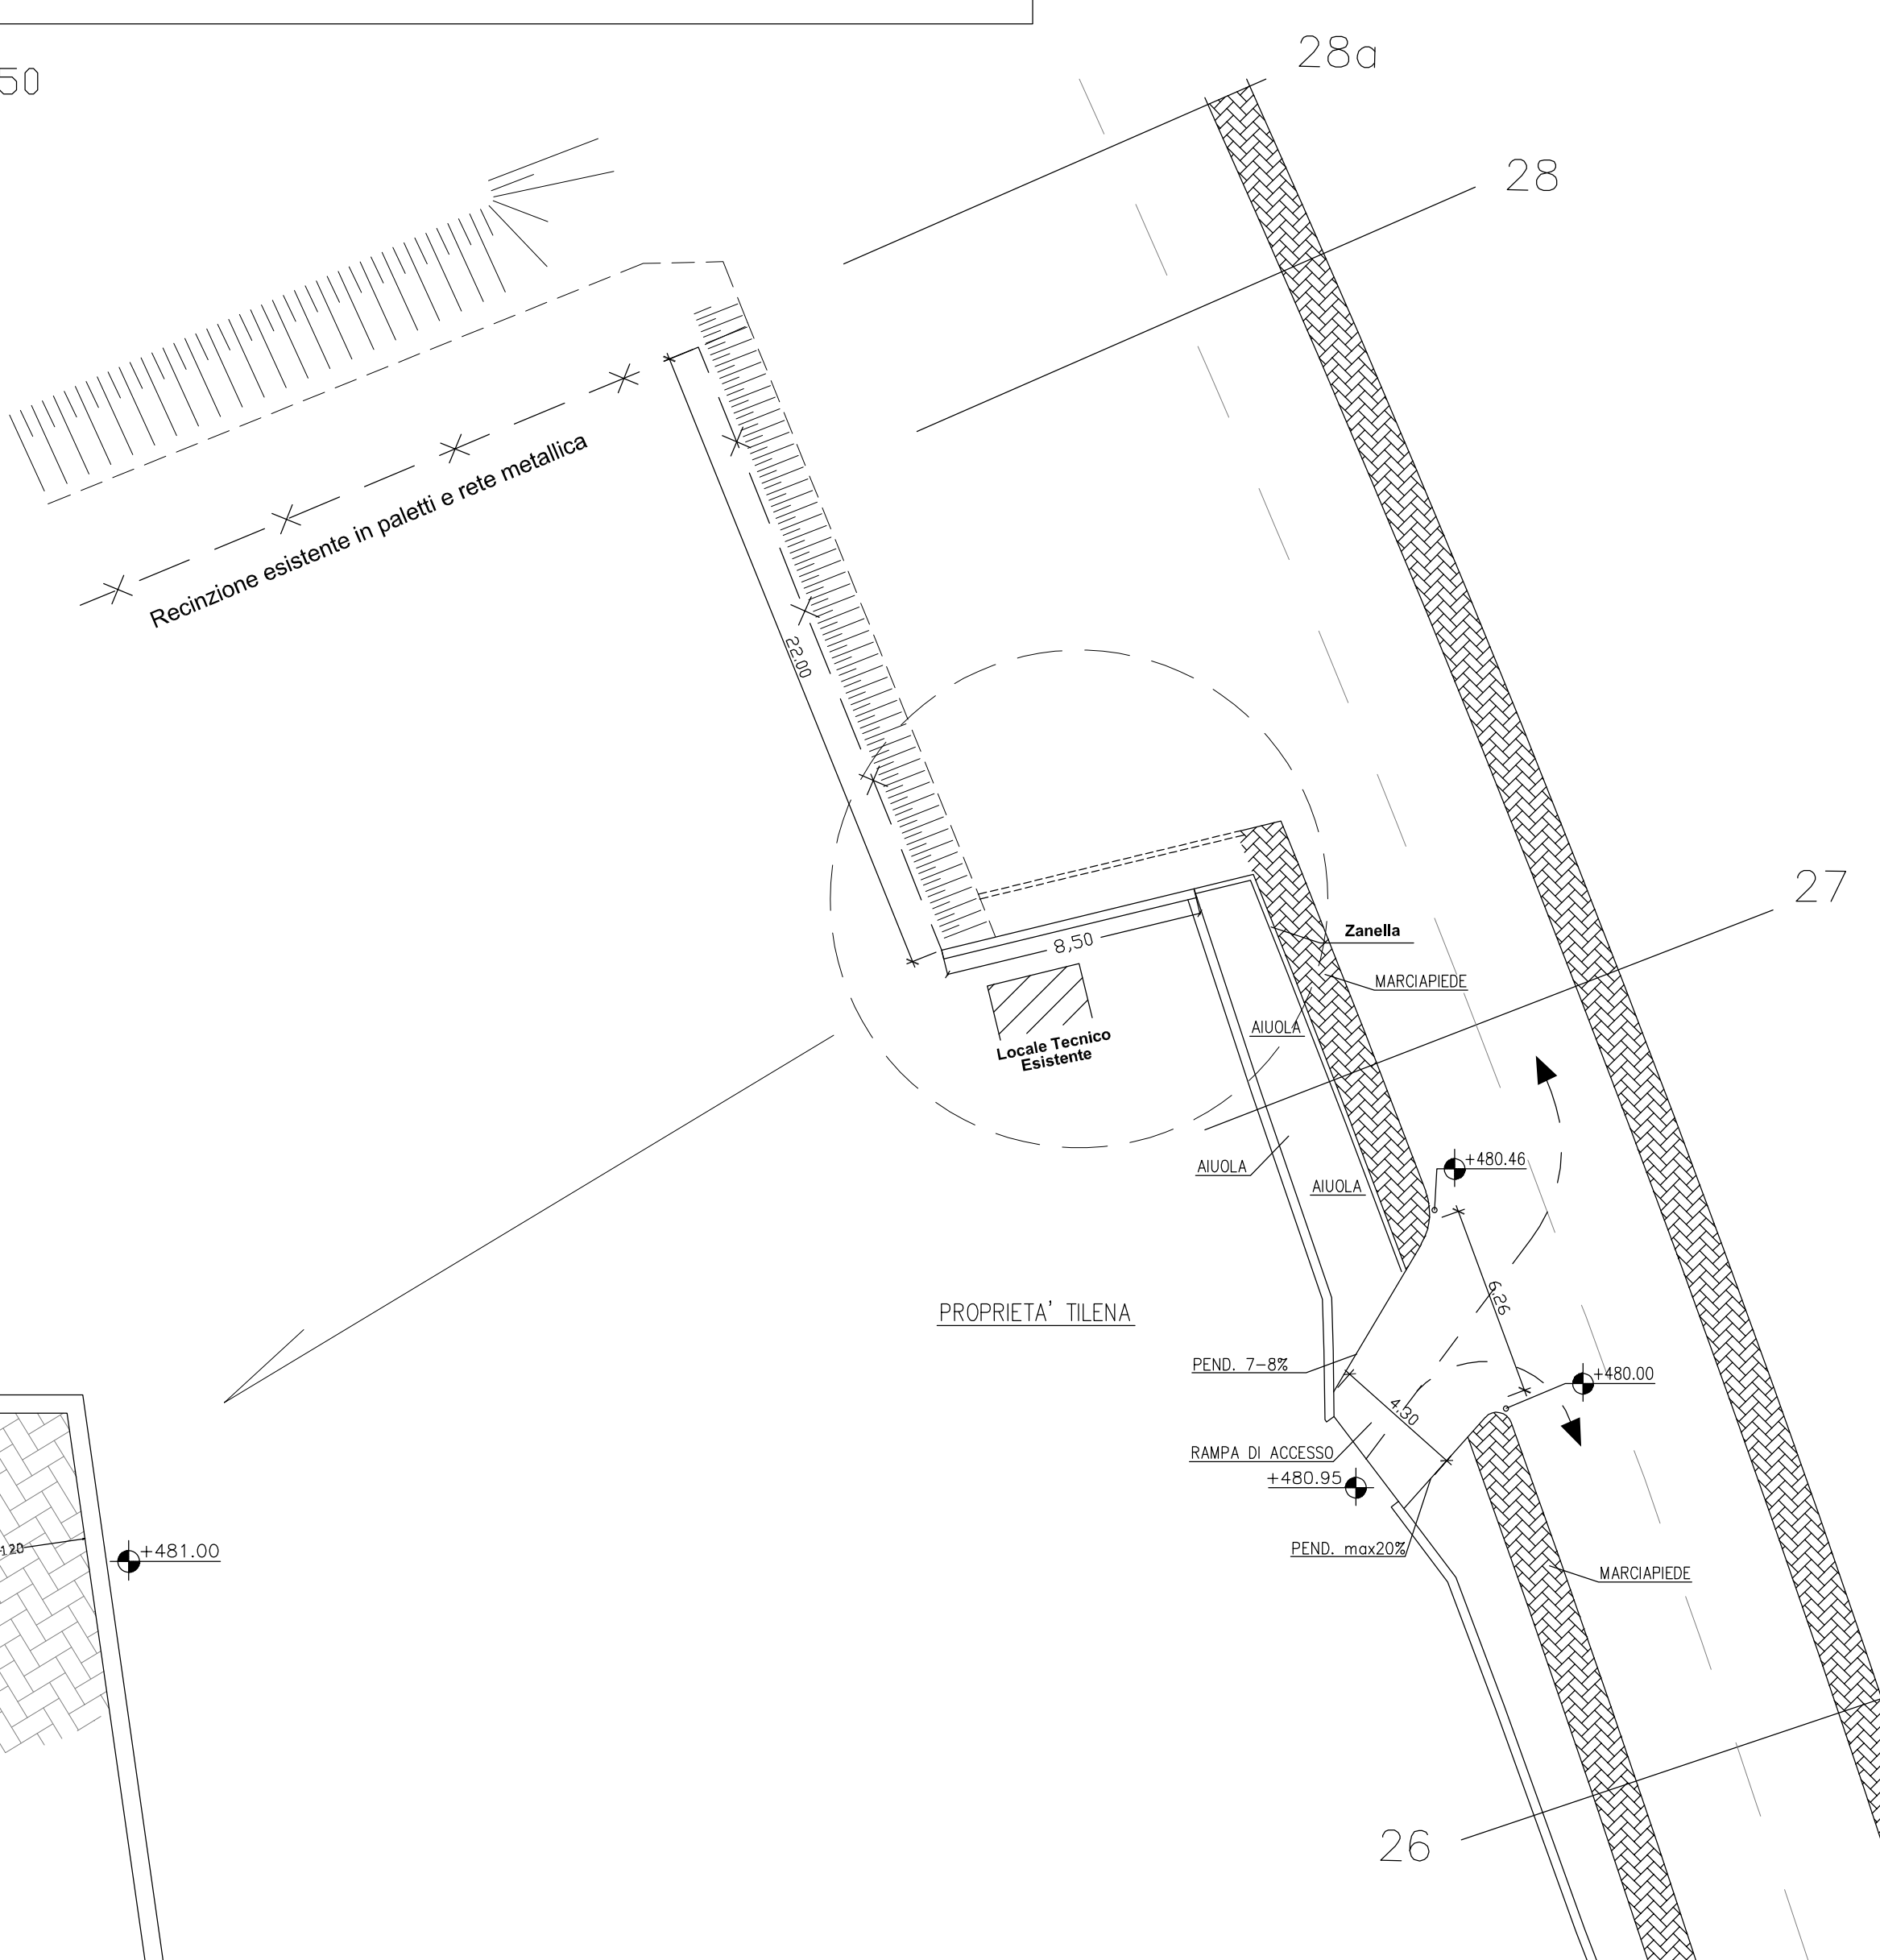 50
28a
28
Recinzione esistente in paletti e rete metallica
22.00
27
Zanella
8,50
MARCIAPIEDE
AIUOLA
Locale Tecnico
Esistente
+480.46
AIUOLA
AIUOLA
6,26
PROPRIETA' TILENA
PEND. 7-8%
+480.00
4.30
RAMPA DI ACCESSO
+480.95
120
+481.00
PEND. max20%
MARCIAPIEDE
26